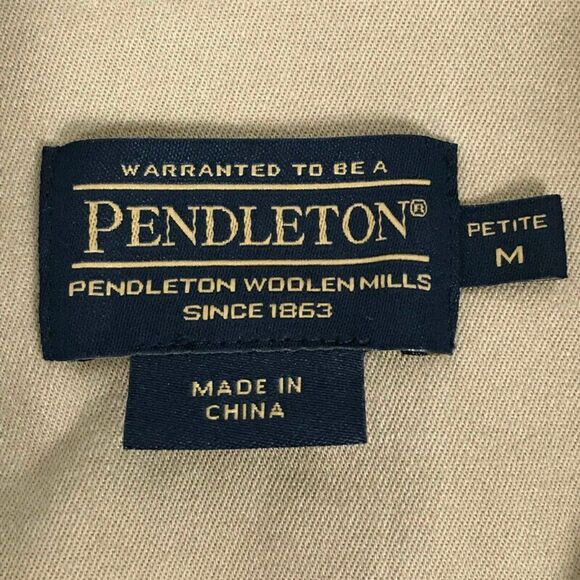 WARRANTED TO BE A
PENDLETON®
PENDLETON WOOLEN MILLS
SINCE 1863
PETITE
M
MADE IN
CHINA